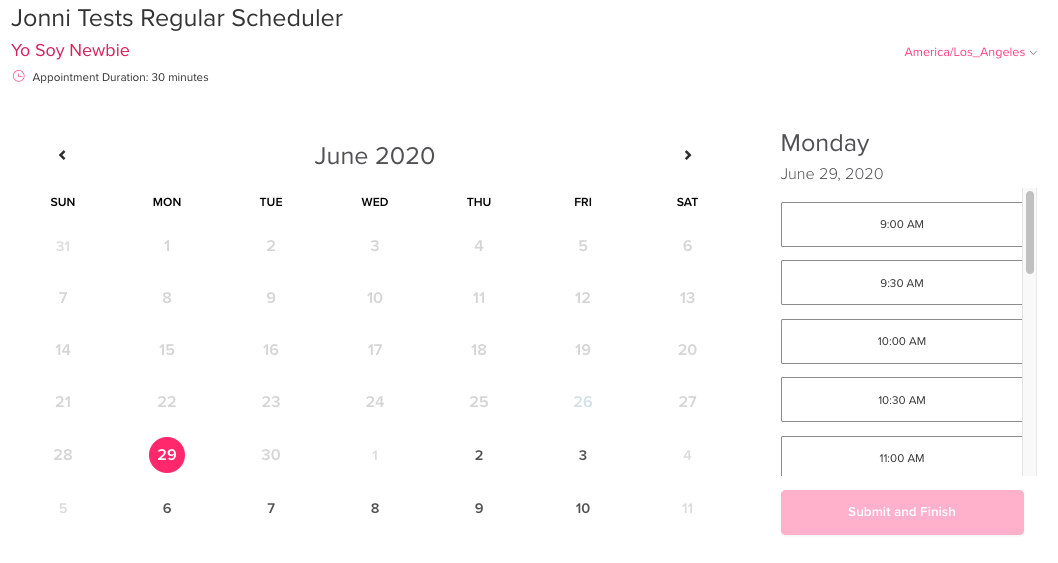 Jonni Tests Regular Scheduler
Yo Soy Newbie
America/Los_Angeles
Appointment Duration: 30 minutes
June 2020
SUN MON TUE WED THU FRI SAT
31 1 2 3 4 5 6
7 8 9 10 11 12 13
14 15 16 17 18 19 20
21 22 23 24 25 26 27
28 29 30 1 2 3 4
5 6 7 8 9 10 11
Monday
June 29, 2020
9:00 AM
9:30 AM
10:00 AM
10:30 AM
11:00 AM
Submit and Finish